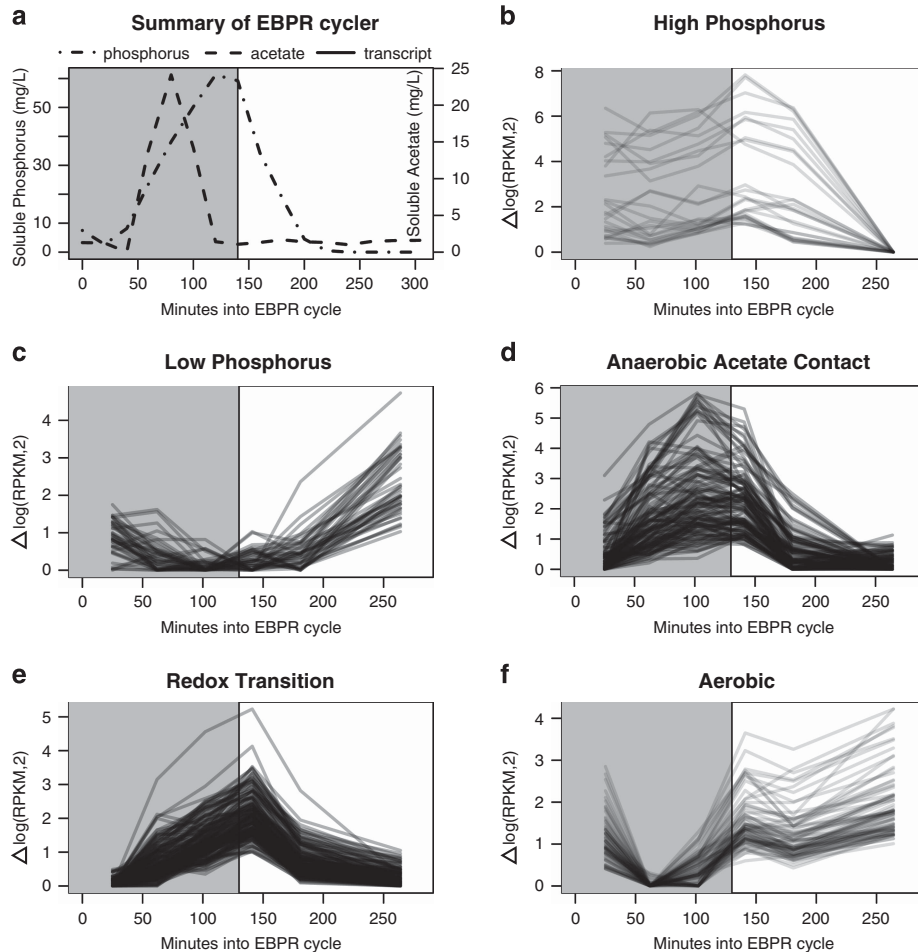 a
Summary of EBPR cycler
phosphorus acetate transcript
Soluble Phosphorus (mg/L)
50
30
10
0
Soluble Acetate (mg/L)
25
20
15
10
5
0
0 50 100 150 200 250 300
Minutes into EBPR cycle
b
High Phosphorus
Δlog(RPKM,2)
8
6
4
2
0
0 50 100 150 200 250
Minutes into EBPR cycle
c
Low Phosphorus
Δlog(RPKM,2)
4
3
2
1
0
0 50 100 150 200 250
Minutes into EBPR cycle
d
Anaerobic Acetate Contact
Δlog(RPKM,2)
6
5
4
3
2
1
0
0 50 100 150 200 250
Minutes into EBPR cycle
e
Redox Transition
Δlog(RPKM,2)
5
4
3
2
1
0
0 50 100 150 200 250
Minutes into EBPR cycle
f
Aerobic
Δlog(RPKM,2)
4
3
2
1
0
0 50 100 150 200 250
Minutes into EBPR cycle